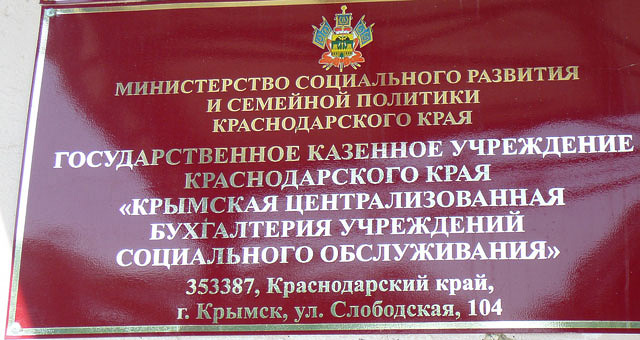 МИНИСТЕРСТВО СОЦИАЛЬНОГО РАЗВИТИЯ
И СЕМЕЙНОЙ ПОЛИТИКИ
КРАСНОДАРСКОГО КРАЯ
ГОСУДАРСТВЕННОЕ КАЗЕННОЕ УЧРЕЖДЕНИЕ
КРАСНОДАРСКОГО КРАЯ
«КРЫМСКАЯ ЦЕНТРАЛИЗОВАННАЯ
БУХГАЛТЕРИЯ УЧРЕЖДЕНИЙ
СОЦИАЛЬНОГО ОБСЛУЖИВАНИЯ»
353387, Краснодарский край,
г. Крымск, ул. Слободская, 104